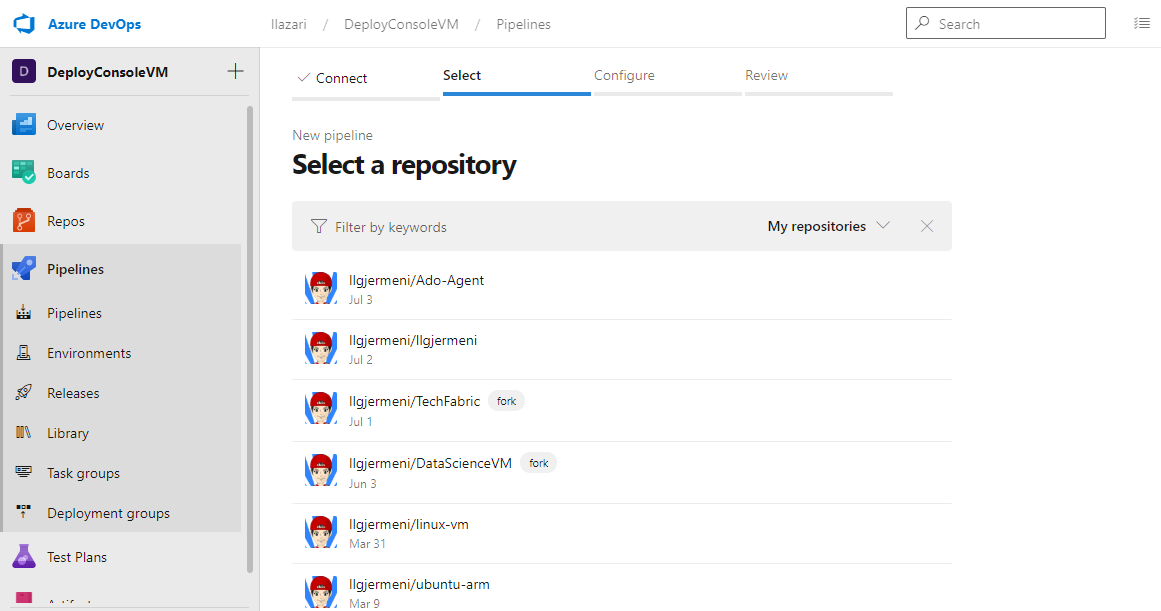 Azure DevOps
llazari / DeployConsoleVM / Pipelines
Search
D DeployConsoleVM
Overview
Boards
Repos
Pipelines
Pipelines
Environments
Releases
Library
Task groups
Deployment groups
Test Plans
Connect
Select
Configure
Review
New pipeline
Select a repository
Filter by keywords
My repositories
llgjermeni/Ado-Agent
Jul 3
llgjermeni/llgjermeni
Jul 2
llgjermeni/TechFabric fork
Jul 1
llgjermeni/DataScienceVM fork
Jun 3
llgjermeni/linux-vm
Mar 31
llgjermeni/ubuntu-arm
Mar 9